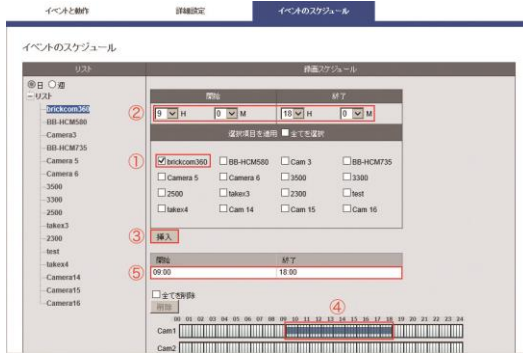 イベントと動作 詳細設定 イベントのスケジュール
イベントのスケジュール
リスト
日 週
リスト
brickcom360
BB-HCM580
Camera3
BB-HCM735
Camera 5
Camera 6
3500
3300
2500
takex3
2300
test
takex4
Camera14
Camera15
Camera16
録画スケジュール
開始 終了
② 9 H 0 M 18 H 0 M
選択項目を適用 全てを選択
① brickcom360 BB-HCM580 Cam 3 BB-HCM735
Camera 5 Camera 6 3500 3300
2500 takex3 2300 test
takex4 Cam 14 Cam 15 Cam 16
③ 挿入
開始 終了
⑤ 09:00 18:00
全てを削除
削除
④
00 01 02 03 04 05 06 07 08 09 10 11 12 13 14 15 16 17 18 19 20 21 22 23 24
Cam1
Cam2